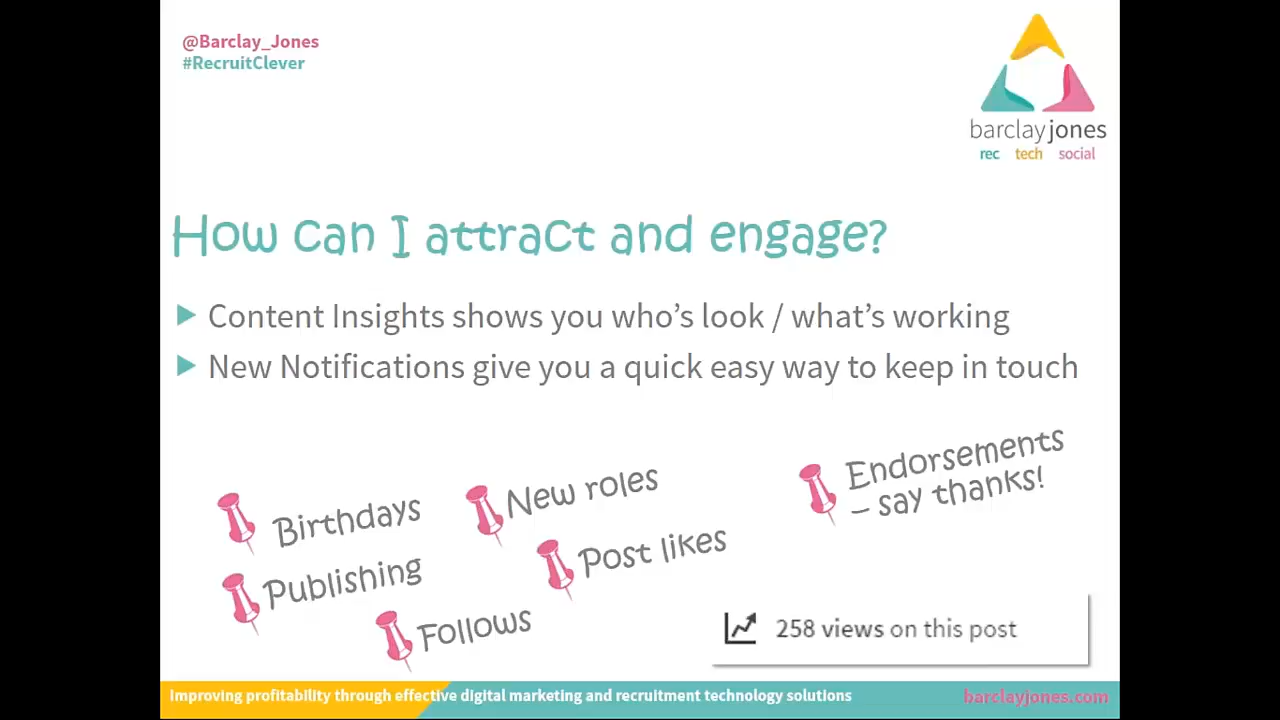 @Barclay_Jones
#RecruitClever
barclayjones
rec tech social
How can I attract and engage?
Content Insights shows you who's look / what's working
New Notifications give you a quick easy way to keep in touch
Birthdays
New roles
Endorsements
– say thanks!
Publishing
Post likes
Follows
258 views on this post
Improving profitability through effective digital marketing and recruitment technology solutions
barclayjones.com